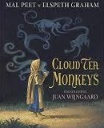 MAL PEET & ELSPETH GRAHAM
CLOUD TEA
MONKEYS
ILLUSTRATED BY
JUAN WIJNGAARD